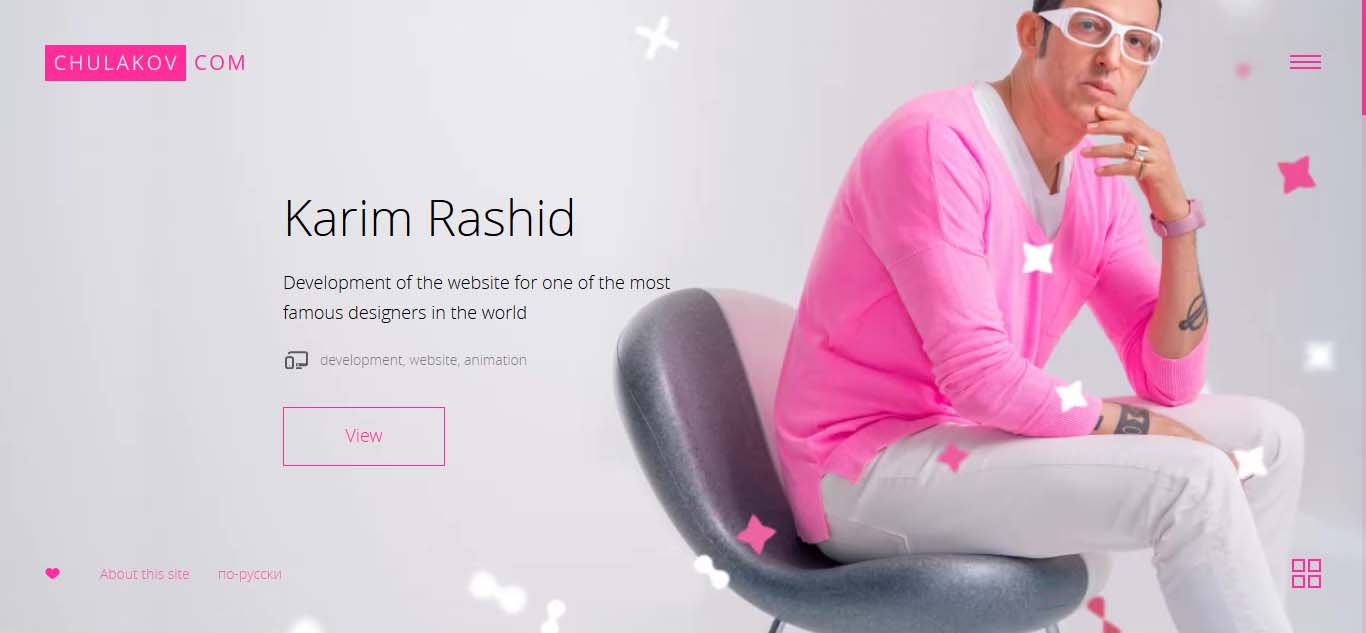 CHULAKOV COM
Karim Rashid
Development of the website for one of the most
famous designers in the world
development, website, animation
View
About this site по-русски